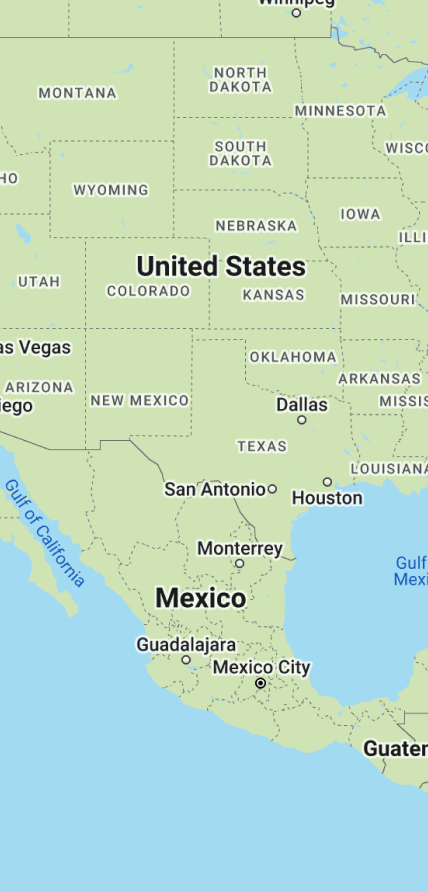 Winnipeg
NORTH
DAKOTA
MONTANA
MINNESOTA
SOUTH
DAKOTA
WISC
HO
WYOMING
IOWA
NEBRASKA
ILLI
United States
UTAH
COLORADO
KANSAS
MISSOURI
as Vegas
OKLAHOMA
ARIZONA
ARKANSAS
NEW MEXICO
MISSIS
iego
Dallas
TEXAS
LOUISIANA
San Antonio
Houston
Gulf of California
Monterrey
Gulf
Mexi
Mexico
Guadalajara
Mexico City
Guater